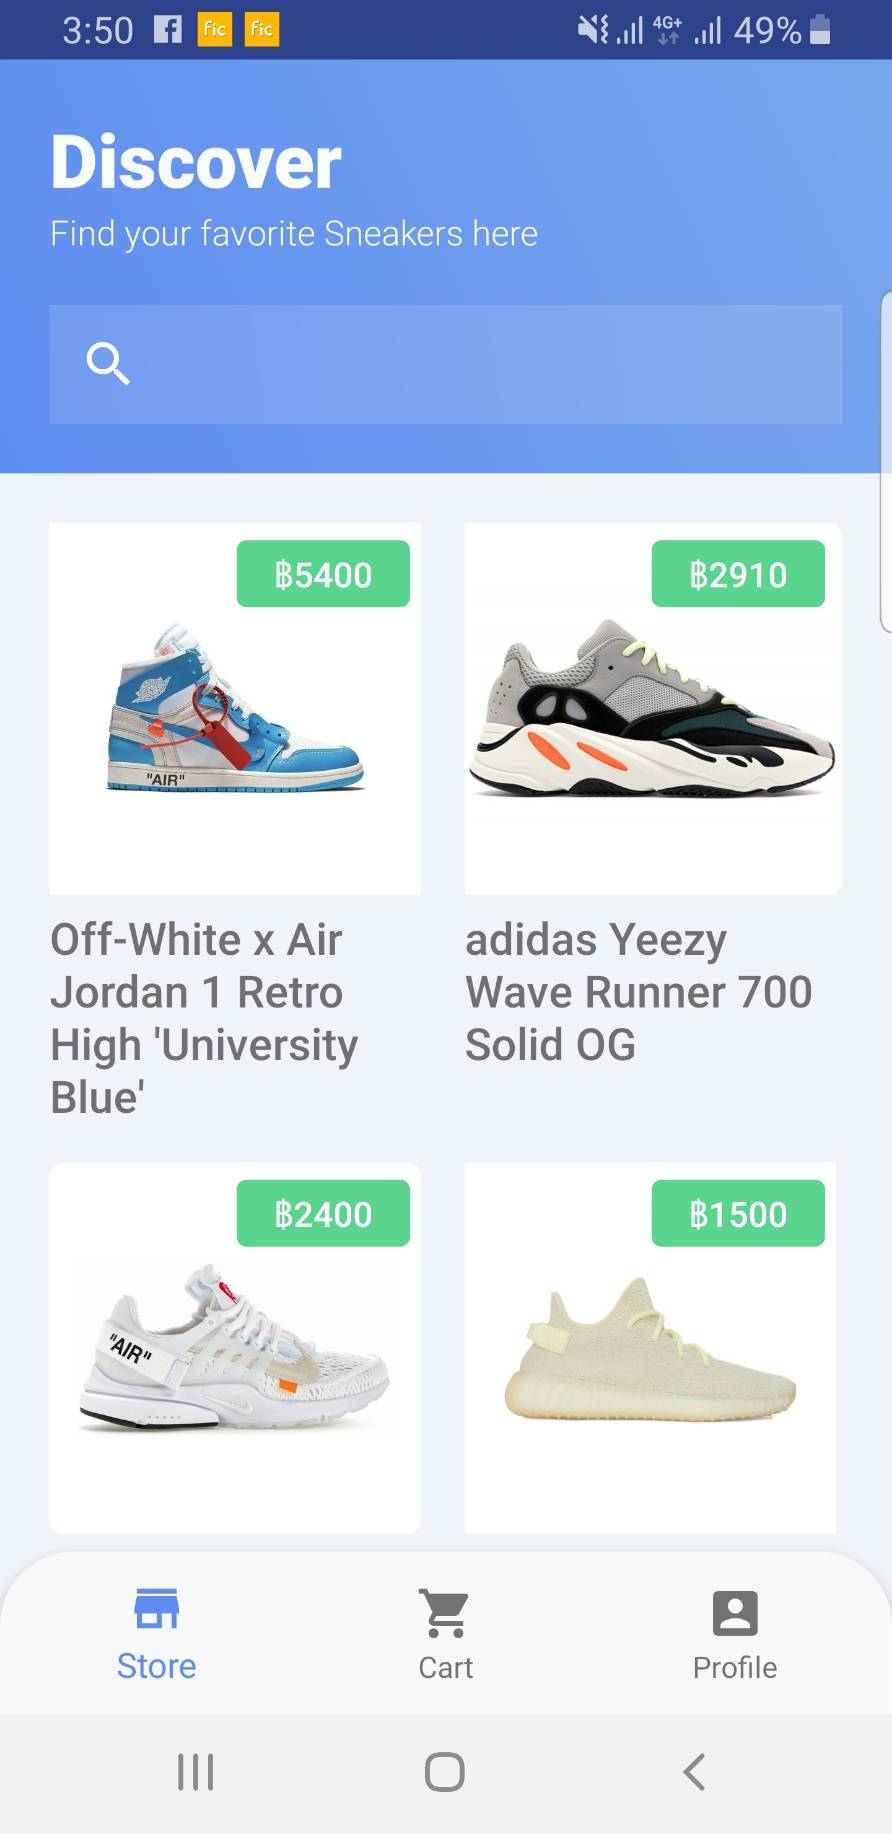 3:50 fic fic 4G+ 49%
Discover
Find your favorite Sneakers here
฿5400
฿2910
"AIR"
Off-White x Air
Jordan 1 Retro
High 'University
Blue'
adidas Yeezy
Wave Runner 700
Solid OG
฿2400
฿1500
"AIR"
Store
Cart
Profile